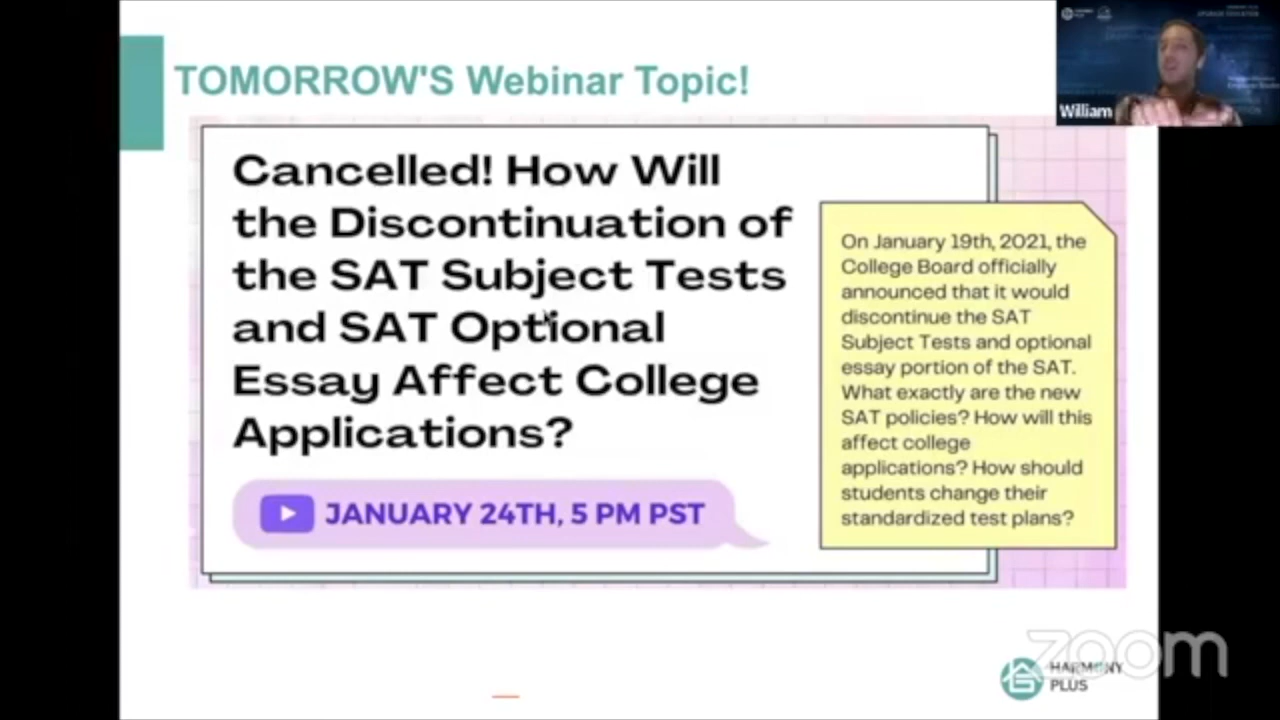 TOMORROW'S Webinar Topic!
Cancelled! How Will
the Discontinuation of
the SAT Subject Tests
and SAT Optional
Essay Affect College
Applications?
JANUARY 24TH, 5 PM PST
On January 19th, 2021, the
College Board officially
announced that it would
discontinue the SAT
Subject Tests and optional
essay portion of the SAT.
What exactly are the new
SAT policies? How will this
affect college
applications? How should
students change their
standardized test plans?
William
zoom
HARMONY
PLUS